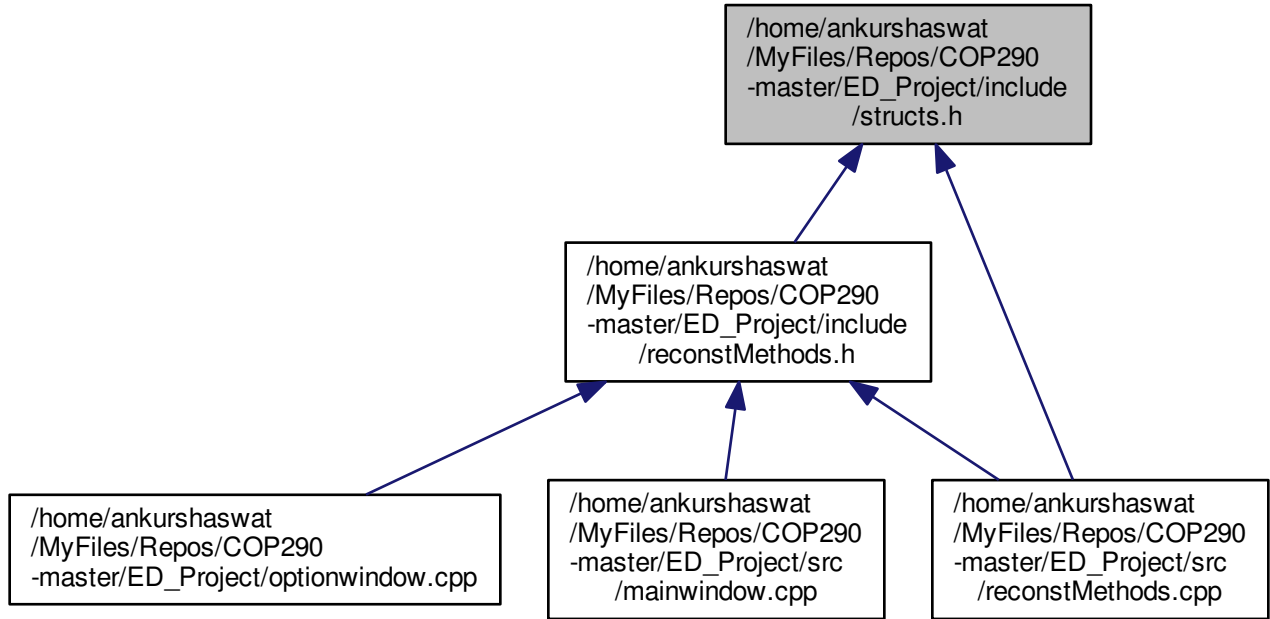 /home/ankurshaswat
/MyFiles/Repos/COP290
-master/ED_Project/include
/structs.h
/home/ankurshaswat
/MyFiles/Repos/COP290
-master/ED_Project/include
/reconstMethods.h
/home/ankurshaswat
/MyFiles/Repos/COP290
-master/ED_Project/optionwindow.cpp
/home/ankurshaswat
/MyFiles/Repos/COP290
-master/ED_Project/src
/mainwindow.cpp
/home/ankurshaswat
/MyFiles/Repos/COP290
-master/ED_Project/src
/reconstMethods.cpp